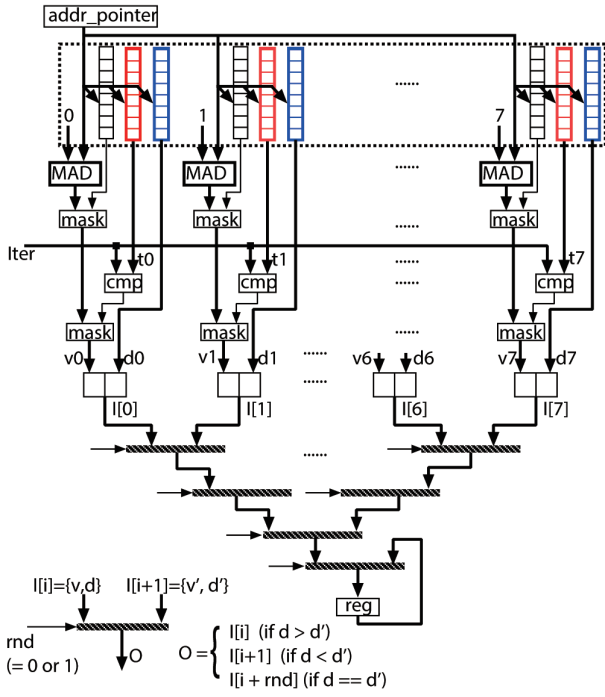 addr_pointer
......
0 1 7
MAD MAD ...... MAD
mask mask ...... mask
Iter
t0 t1 ...... t7
cmp cmp ...... cmp
mask mask ...... mask
v0 d0 v1 d1 ...... v6 d6 v7 d7
......
I[0] I[1] I[6] I[7]
......
reg
I[i]={v,d} I[i+1]={v', d'}
rnd
(= 0 or 1)
O
O = {
I[i] (if d > d')
I[i+1] (if d < d')
I[i + rnd] (if d == d')